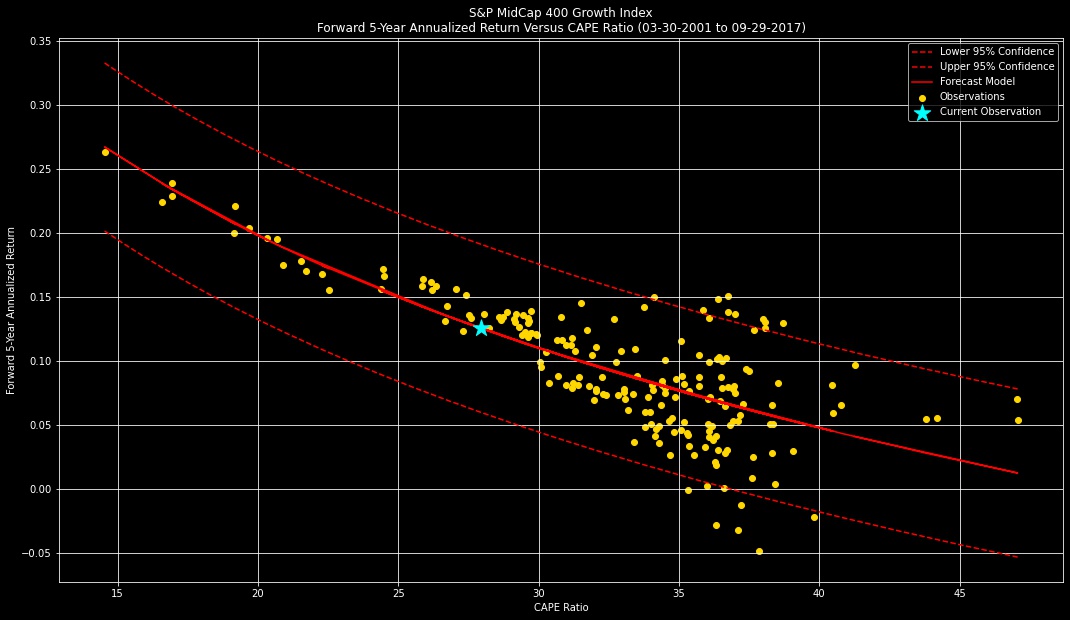 S&P MidCap 400 Growth Index
Forward 5-Year Annualized Return Versus CAPE Ratio (03-30-2001 to 09-29-2017)
Lower 95% Confidence
Upper 95% Confidence
Forecast Model
Observations
Current Observation
Forward 5-Year Annualized Return
0.35
0.30
0.25
0.20
0.15
0.10
0.05
0.00
−0.05
15
20
25
30
35
40
45
CAPE Ratio